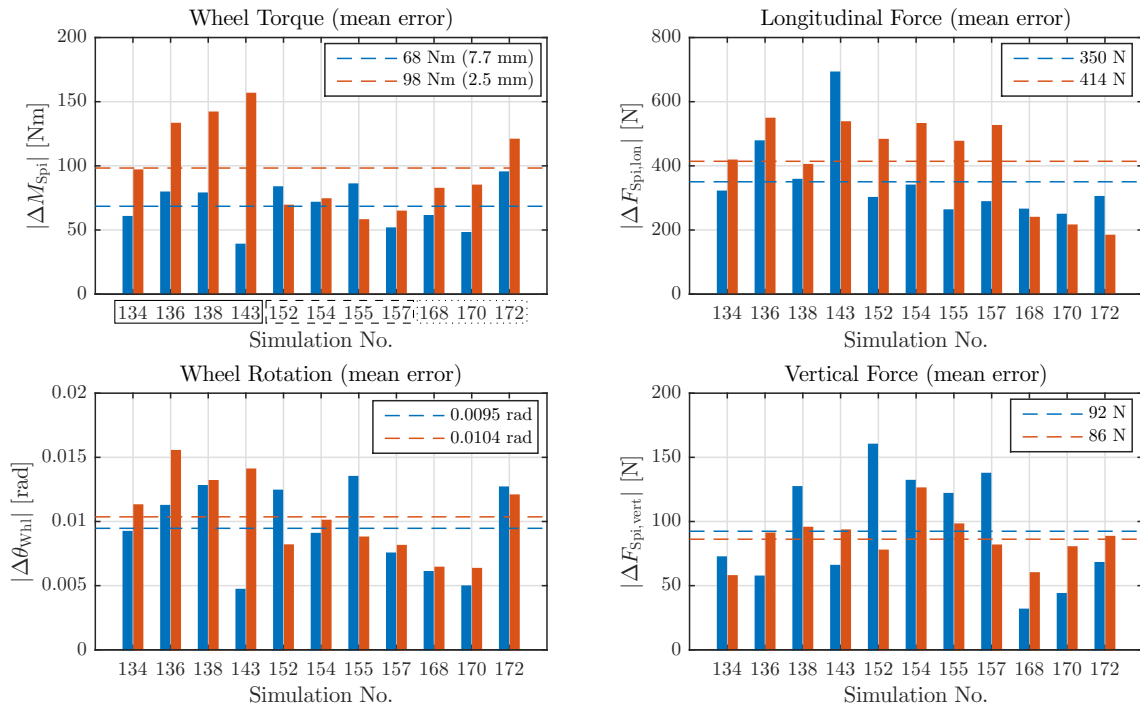 Wheel Torque (mean error)
200
150
100
50
0
|ΔM_Spi| [Nm]
68 Nm (7.7 mm)
98 Nm (2.5 mm)
134 136 138 143 152 154 155 157 168 170 172
Simulation No.
Longitudinal Force (mean error)
800
600
400
200
0
|ΔF_Spi,lon| [N]
350 N
414 N
134 136 138 143 152 154 155 157 168 170 172
Simulation No.
Wheel Rotation (mean error)
0.02
0.015
0.01
0.005
0
|Δθ_Whl| [rad]
0.0095 rad
0.0104 rad
134 136 138 143 152 154 155 157 168 170 172
Simulation No.
Vertical Force (mean error)
200
150
100
50
0
|ΔF_Spi,vert| [N]
92 N
86 N
134 136 138 143 152 154 155 157 168 170 172
Simulation No.